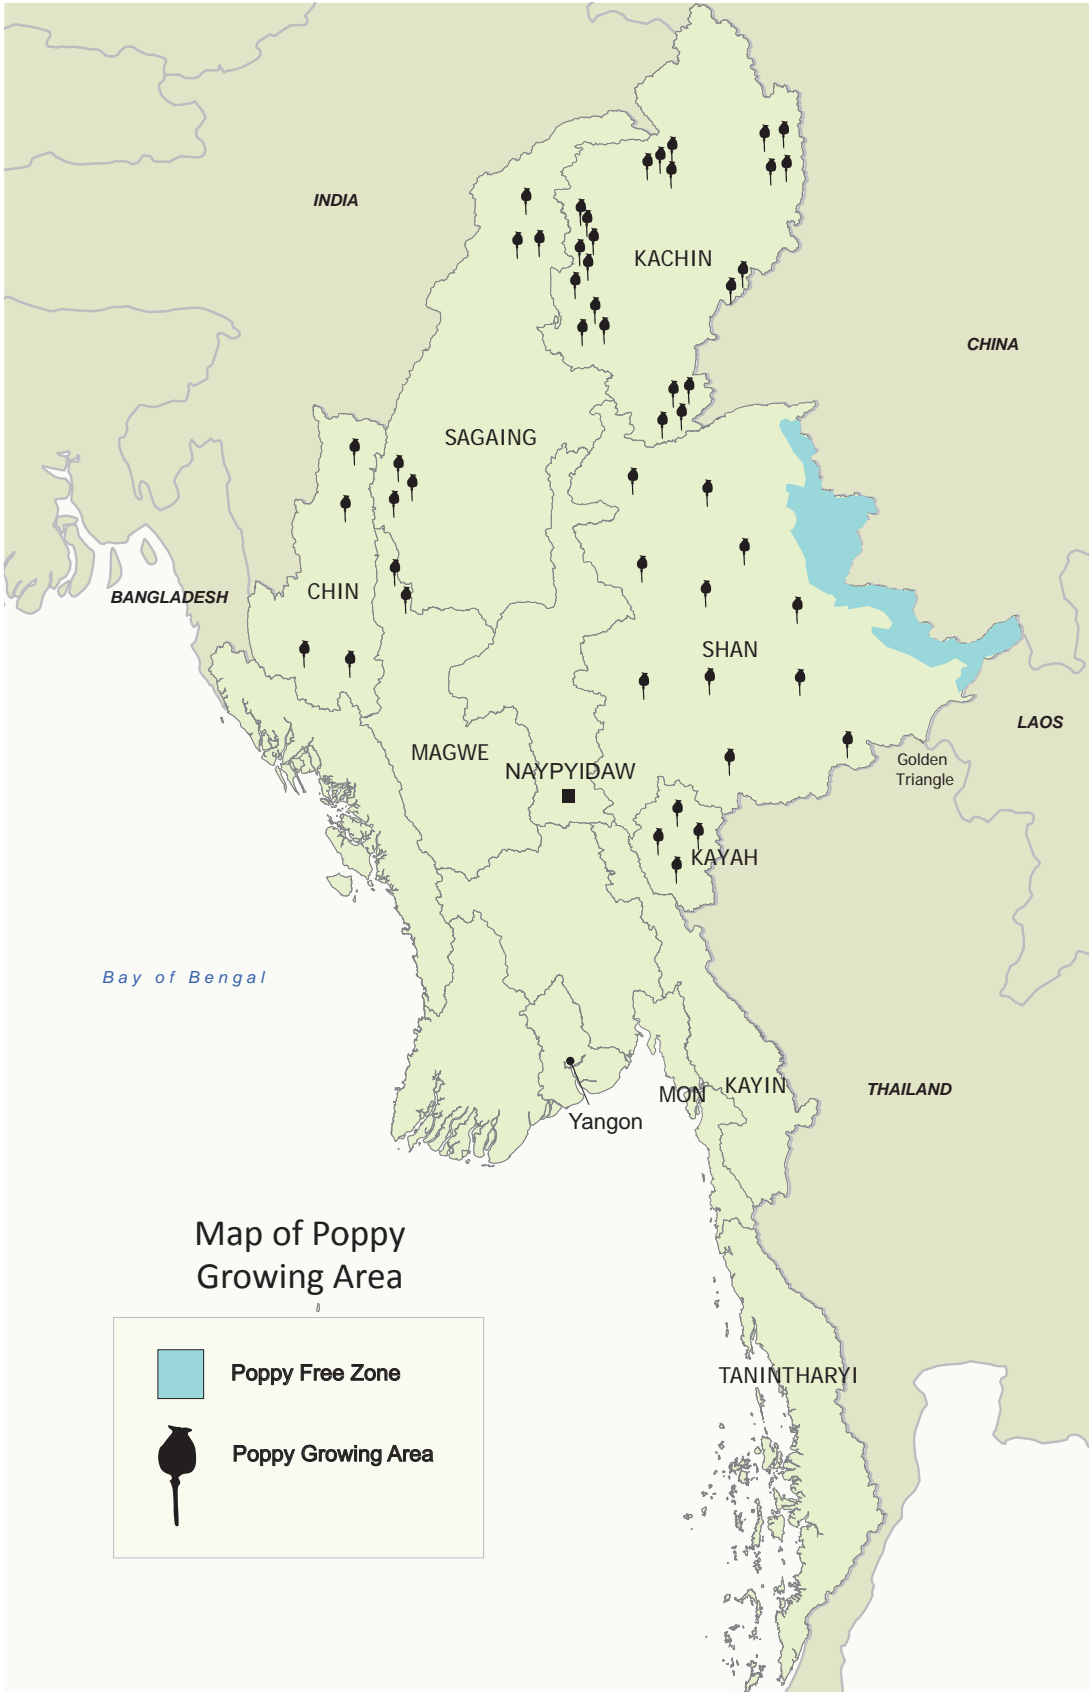 INDIA
KACHIN
CHINA
SAGAING
BANGLADESH
CHIN
SHAN
LAOS
MAGWE
NAYPYIDAW
Golden
Triangle
KAYAH
Bay of Bengal
MON
KAYIN
THAILAND
Yangon
Map of Poppy
Growing Area
Poppy Free Zone
TANINTHARYI
Poppy Growing Area